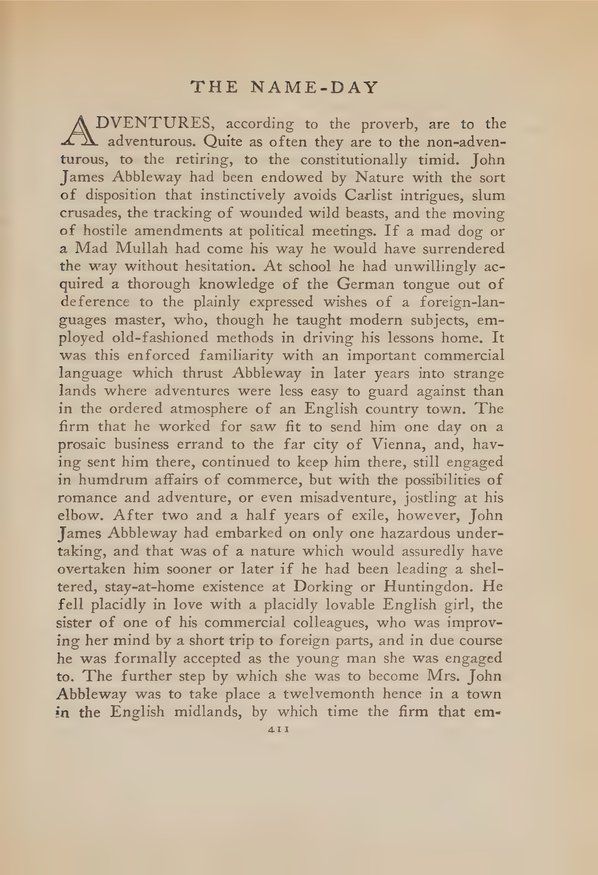 THE NAME-DAY
ADVENTURES, according to the proverb, are to the
adventurous. Quite as often they are to the non-adven-
turous, to the retiring, to the constitutionally timid. John
James Abbleway had been endowed by Nature with the sort
of disposition that instinctively avoids Carlist intrigues, slum
crusades, the tracking of wounded wild beasts, and the moving
of hostile amendments at political meetings. If a mad dog or
a Mad Mullah had come his way he would have surrendered
the way without hesitation. At school he had unwillingly ac-
quired a thorough knowledge of the German tongue out of
deference to the plainly expressed wishes of a foreign-lan-
guages master, who, though he taught modern subjects, em-
ployed old-fashioned methods in driving his lessons home. It
was this enforced familiarity with an important commercial
language which thrust Abbleway in later years into strange
lands where adventures were less easy to guard against than
in the ordered atmosphere of an English country town. The
firm that he worked for saw fit to send him one day on a
prosaic business errand to the far city of Vienna, and, hav-
ing sent him there, continued to keep him there, still engaged
in humdrum affairs of commerce, but with the possibilities of
romance and adventure, or even misadventure, jostling at his
elbow. After two and a half years of exile, however, John
James Abbleway had embarked on only one hazardous under-
taking, and that was of a nature which would assuredly have
overtaken him sooner or later if he had been leading a shel-
tered, stay-at-home existence at Dorking or Huntingdon. He
fell placidly in love with a placidly lovable English girl, the
sister of one of his commercial colleagues, who was improv-
ing her mind by a short trip to foreign parts, and in due course
he was formally accepted as the young man she was engaged
to. The further step by which she was to become Mrs. John
Abbleway was to take place a twelvemonth hence in a town
in the English midlands, by which time the firm that em-
411